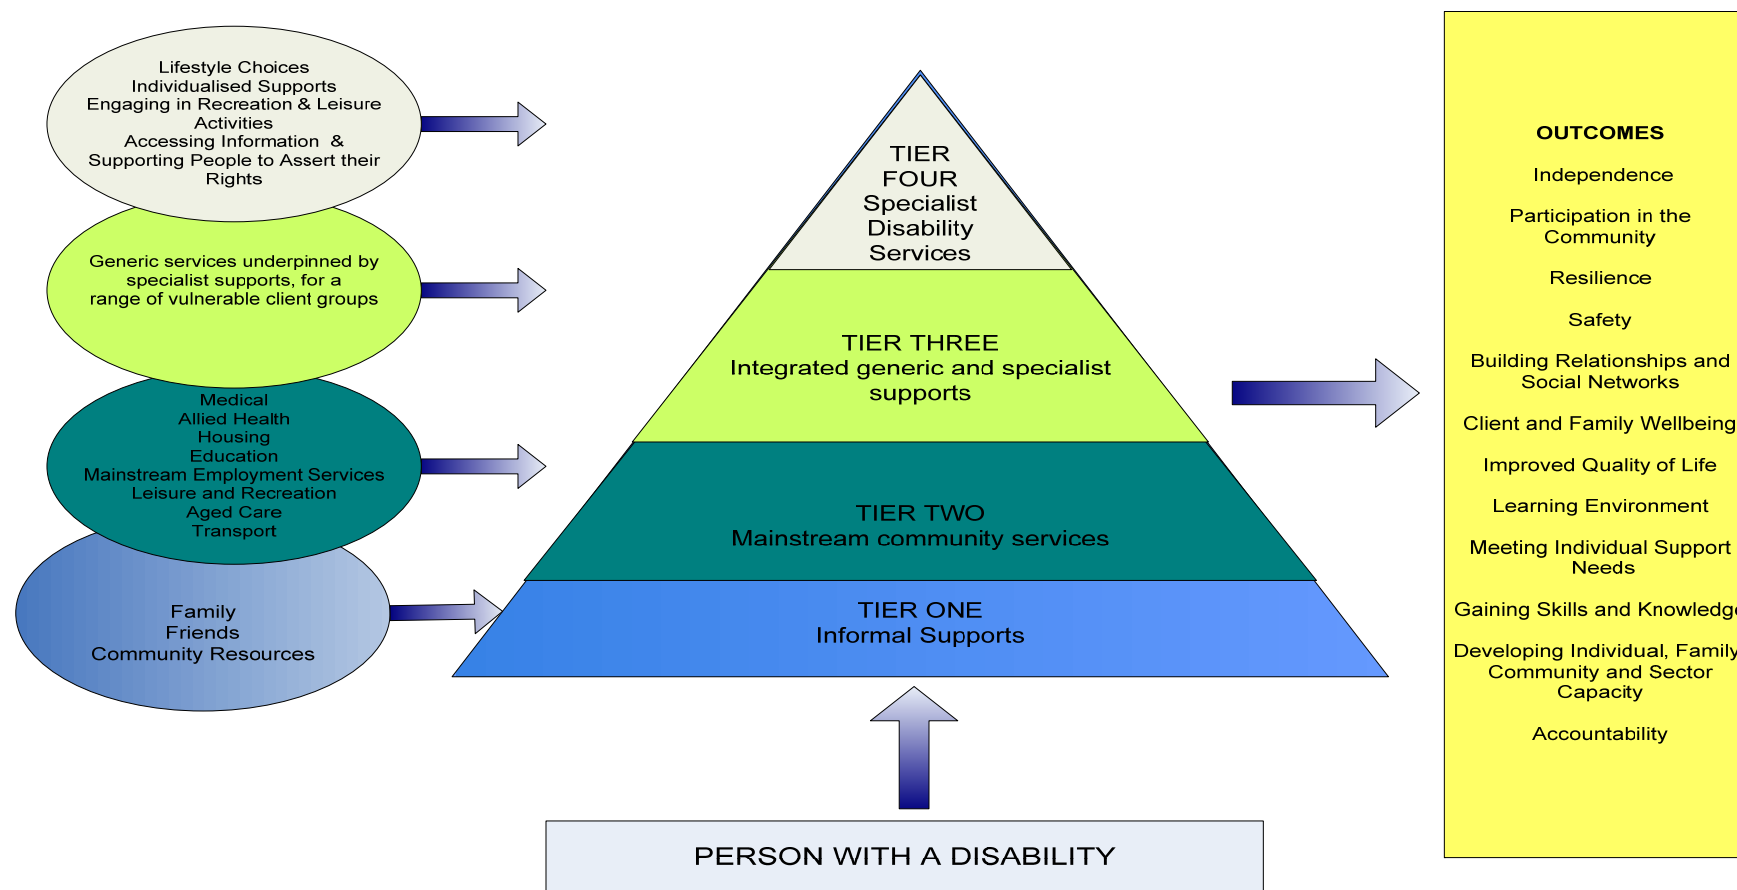 Lifestyle Choices
Individualised Supports
Engaging in Recreation & Leisure
Activities
Accessing Information &
Supporting People to Assert their
Rights
Generic services underpinned by
specialist supports, for a
range of vulnerable client groups
Medical
Allied Health
Housing
Education
Mainstream Employment Services
Leisure and Recreation
Aged Care
Transport
Family
Friends
Community Resources
TIER
FOUR
Specialist
Disability
Services
TIER THREE
Integrated generic and specialist
supports
TIER TWO
Mainstream community services
TIER ONE
Informal Supports
PERSON WITH A DISABILITY
OUTCOMES
Independence
Participation in the
Community
Resilience
Safety
Building Relationships and
Social Networks
Client and Family Wellbeing
Improved Quality of Life
Learning Environment
Meeting Individual Support
Needs
Gaining Skills and Knowledge
Developing Individual, Family,
Community and Sector
Capacity
Accountability